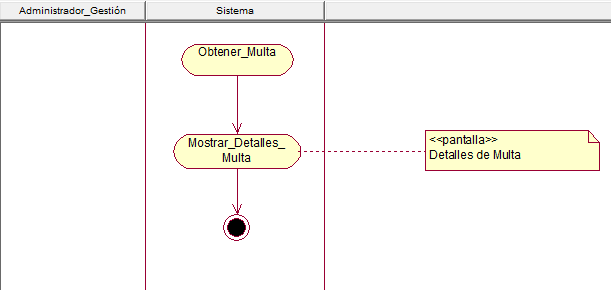 Administrador_Gestión
Sistema
Obtener_Multa
Mostrar_Detalles_
Multa
<<pantalla>>
Detalles de Multa